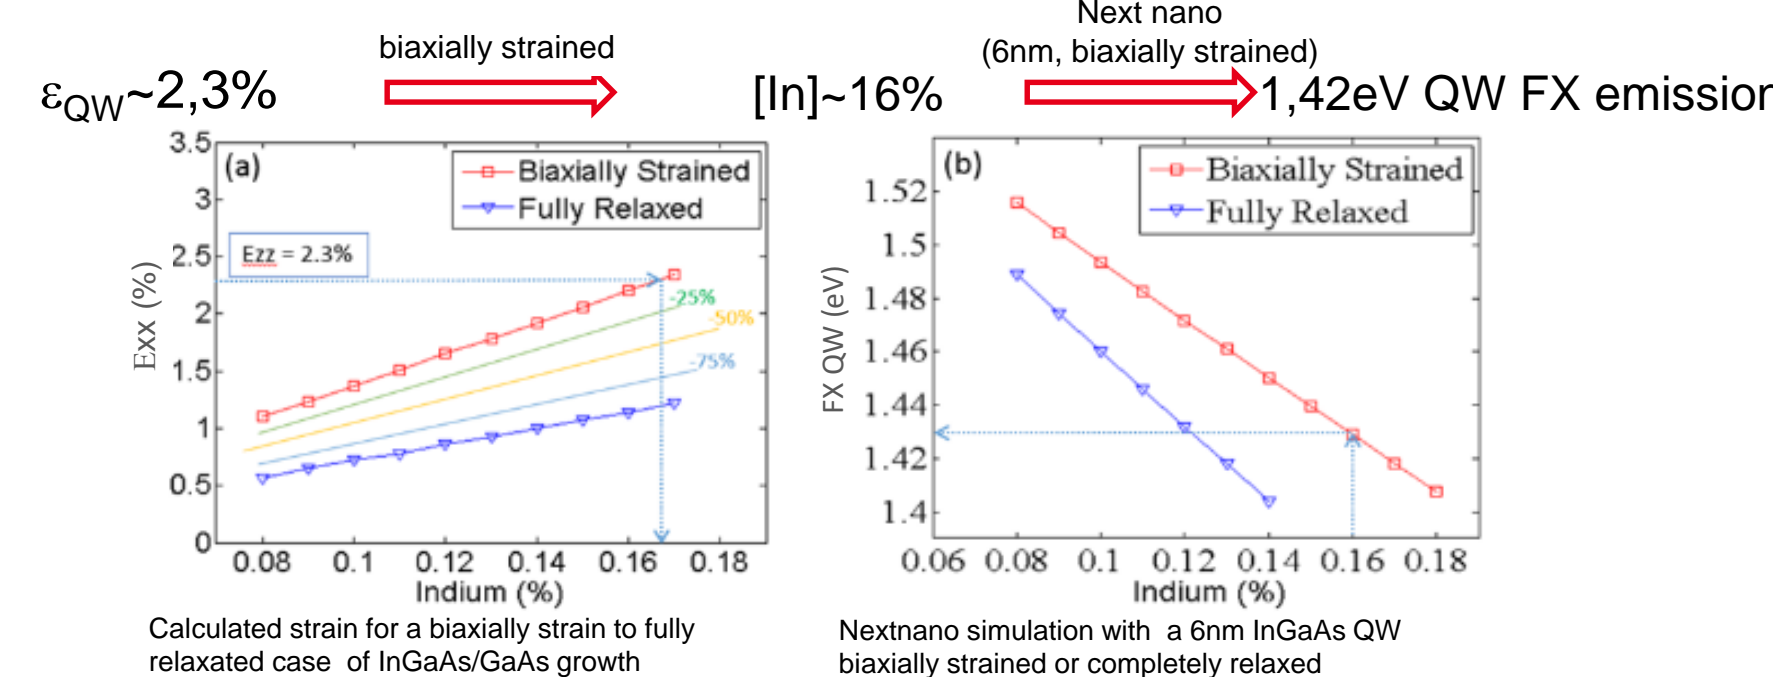 Next nano
biaxially strained
(6nm, biaxially strained)
εQW~2,3%
[In]~16%
1,42eV QW FX emission
(a)
Biaxially Strained
Fully Relaxed
Ezz = 2.3%
-25%
-50%
-75%
3.5
3
2.5
2
1.5
1
0.5
0
Exx (%)
0.08 0.1 0.12 0.14 0.16 0.18
Indium (%)
(b)
Biaxially Strained
Fully Relaxed
1.52
1.5
1.48
1.46
1.44
1.42
1.4
FX QW (eV)
0.06 0.08 0.1 0.12 0.14 0.16 0.18
Indium (%)
Calculated strain for a biaxially strain to fully
relaxated case of InGaAs/GaAs growth
Nextnano simulation with a 6nm InGaAs QW
biaxially strained or completely relaxed